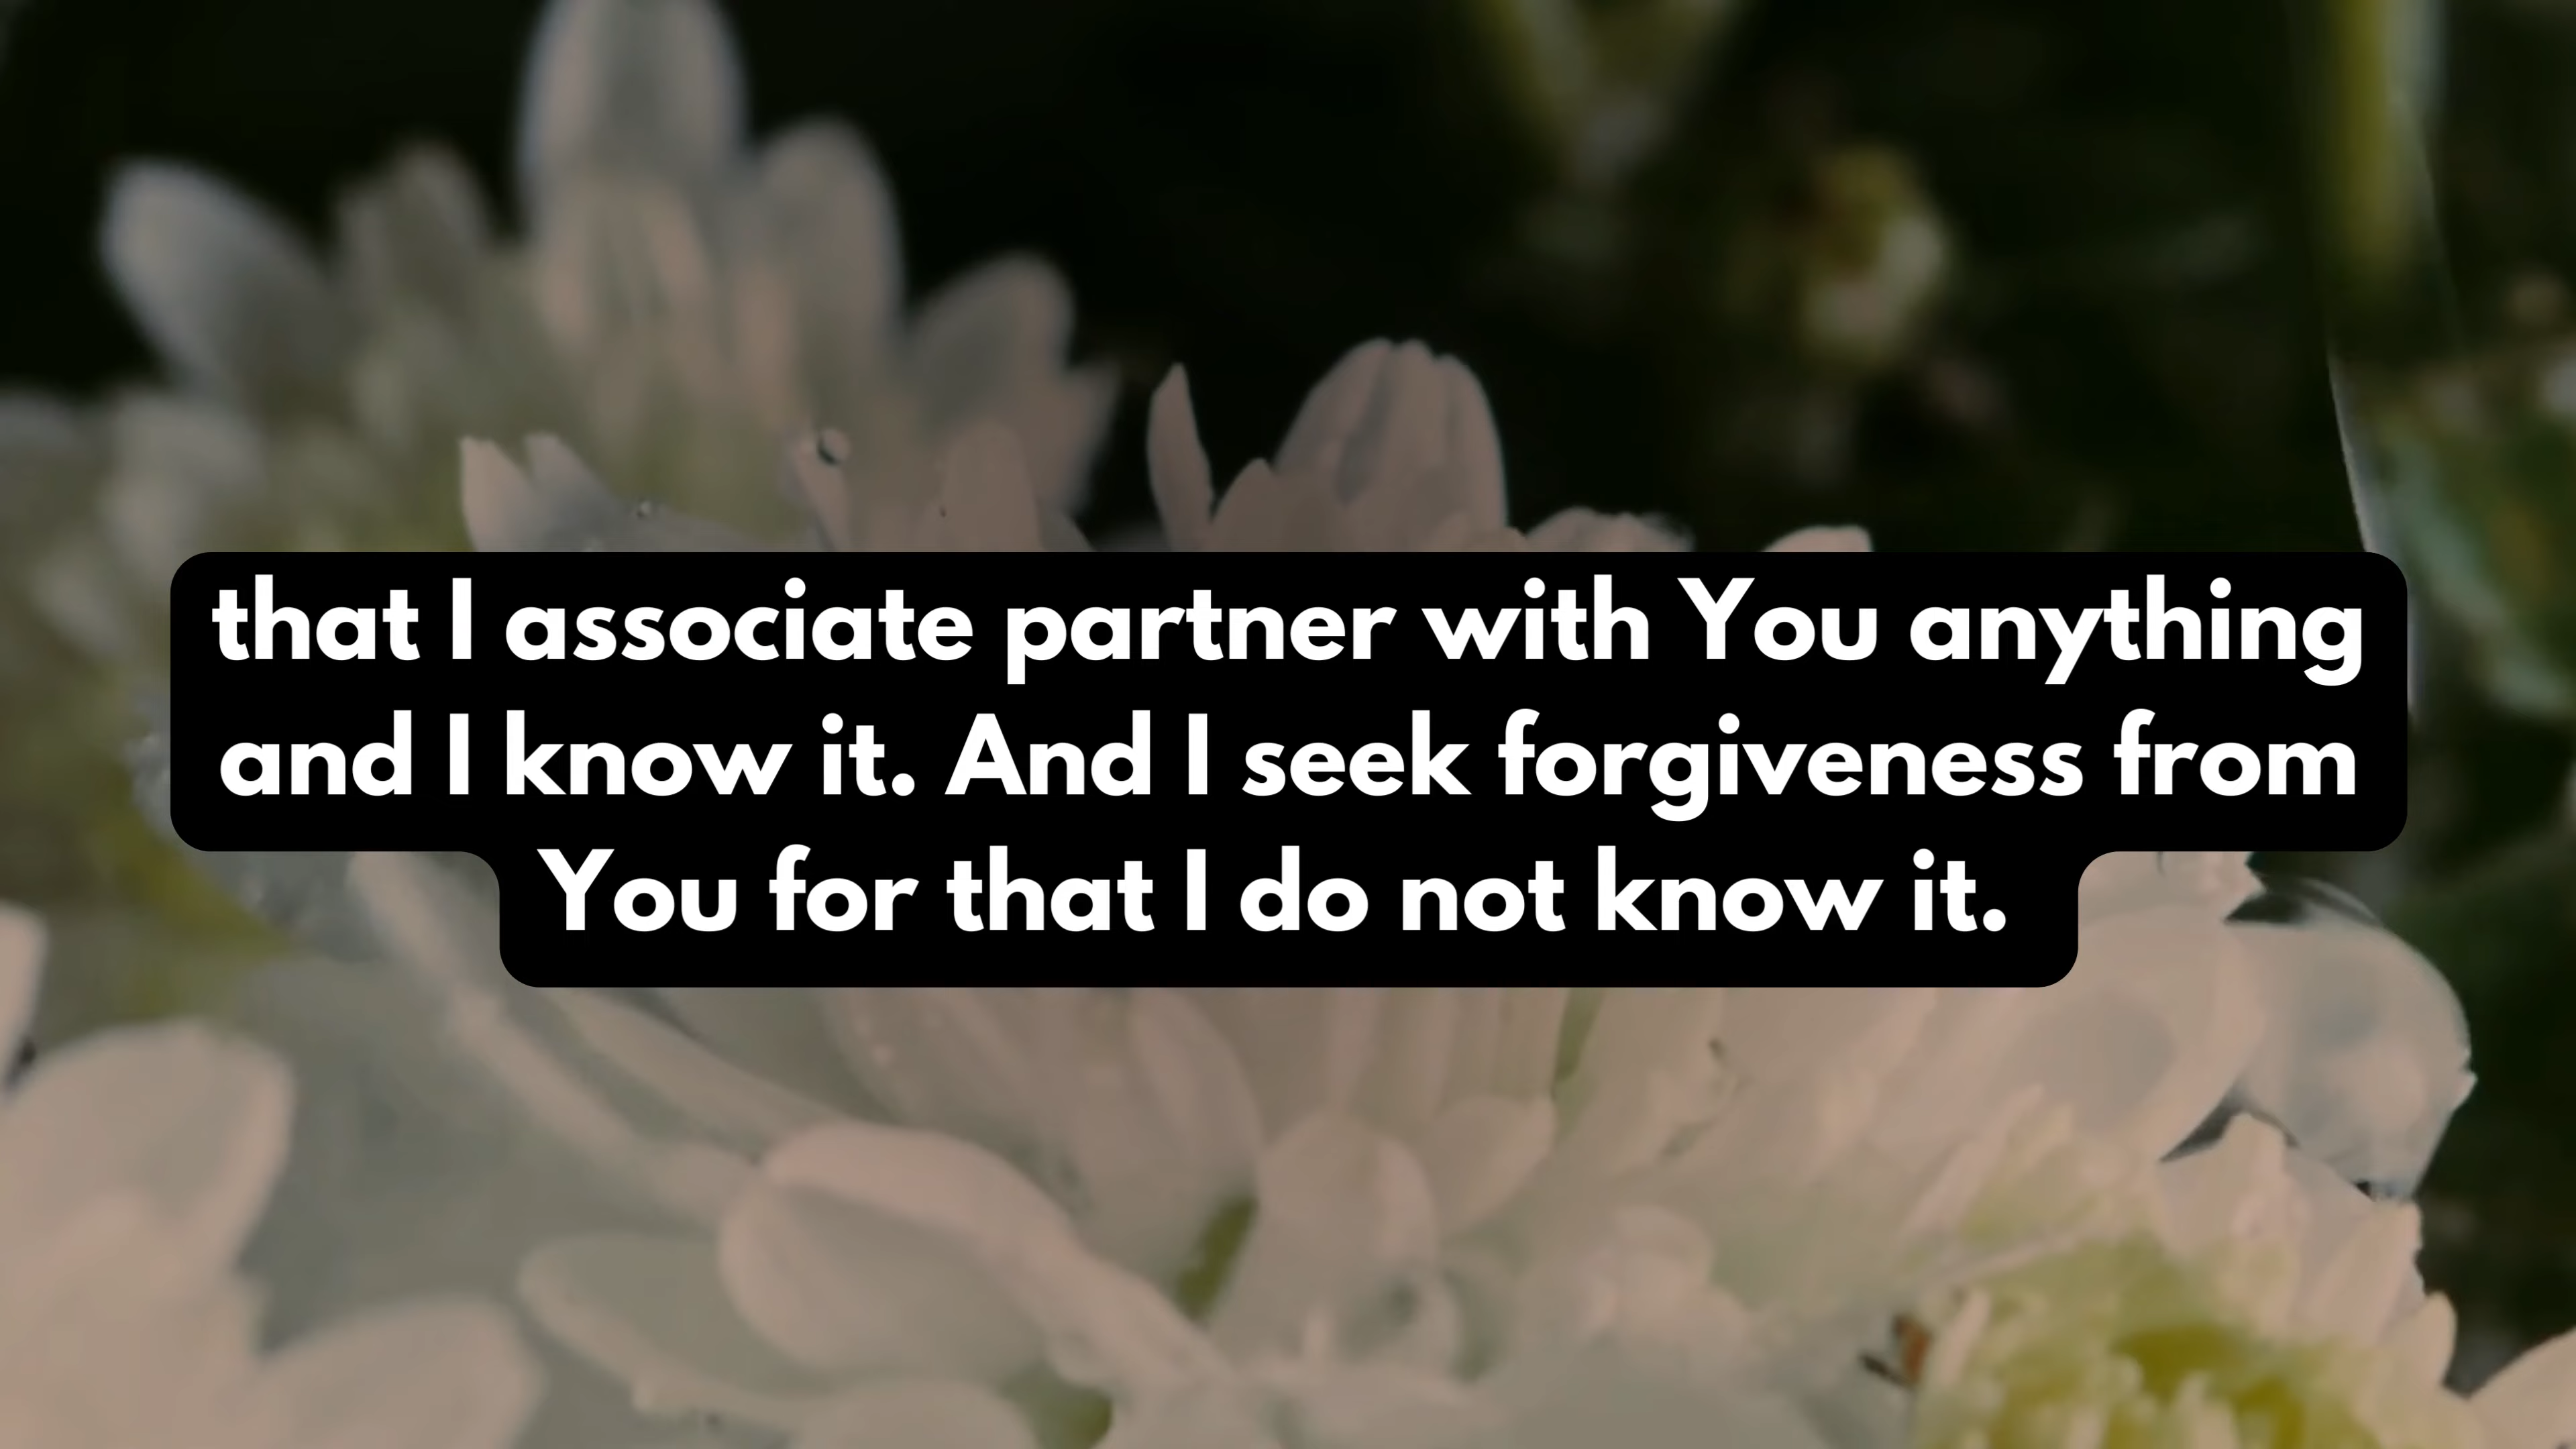 that I associate partner with You anything
and I know it. And I seek forgiveness from
You for that I do not know it.